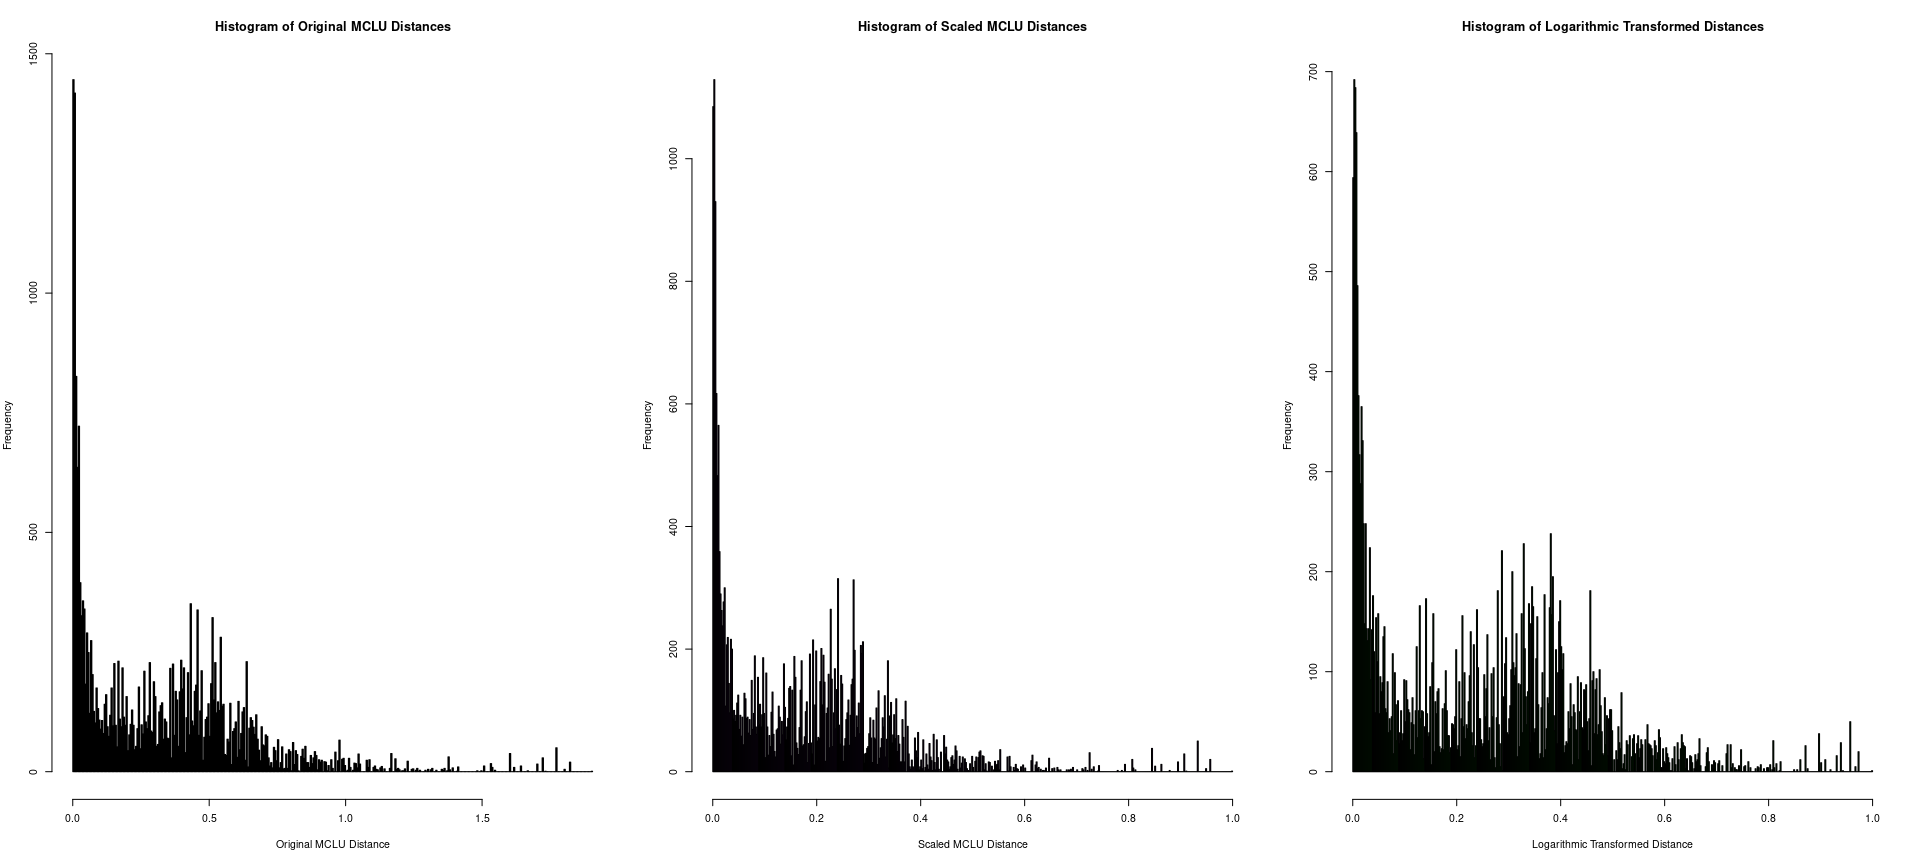 Histogram of Original MCLU Distances
Frequency
1500
1000
500
0
0.0 0.5 1.0 1.5
Original MCLU Distance
Histogram of Scaled MCLU Distances
Frequency
1000
800
600
400
200
0
0.0 0.2 0.4 0.6 0.8 1.0
Scaled MCLU Distance
Histogram of Logarithmic Transformed Distances
Frequency
700
600
500
400
300
200
100
0
0.0 0.2 0.4 0.6 0.8 1.0
Logarithmic Transformed Distance